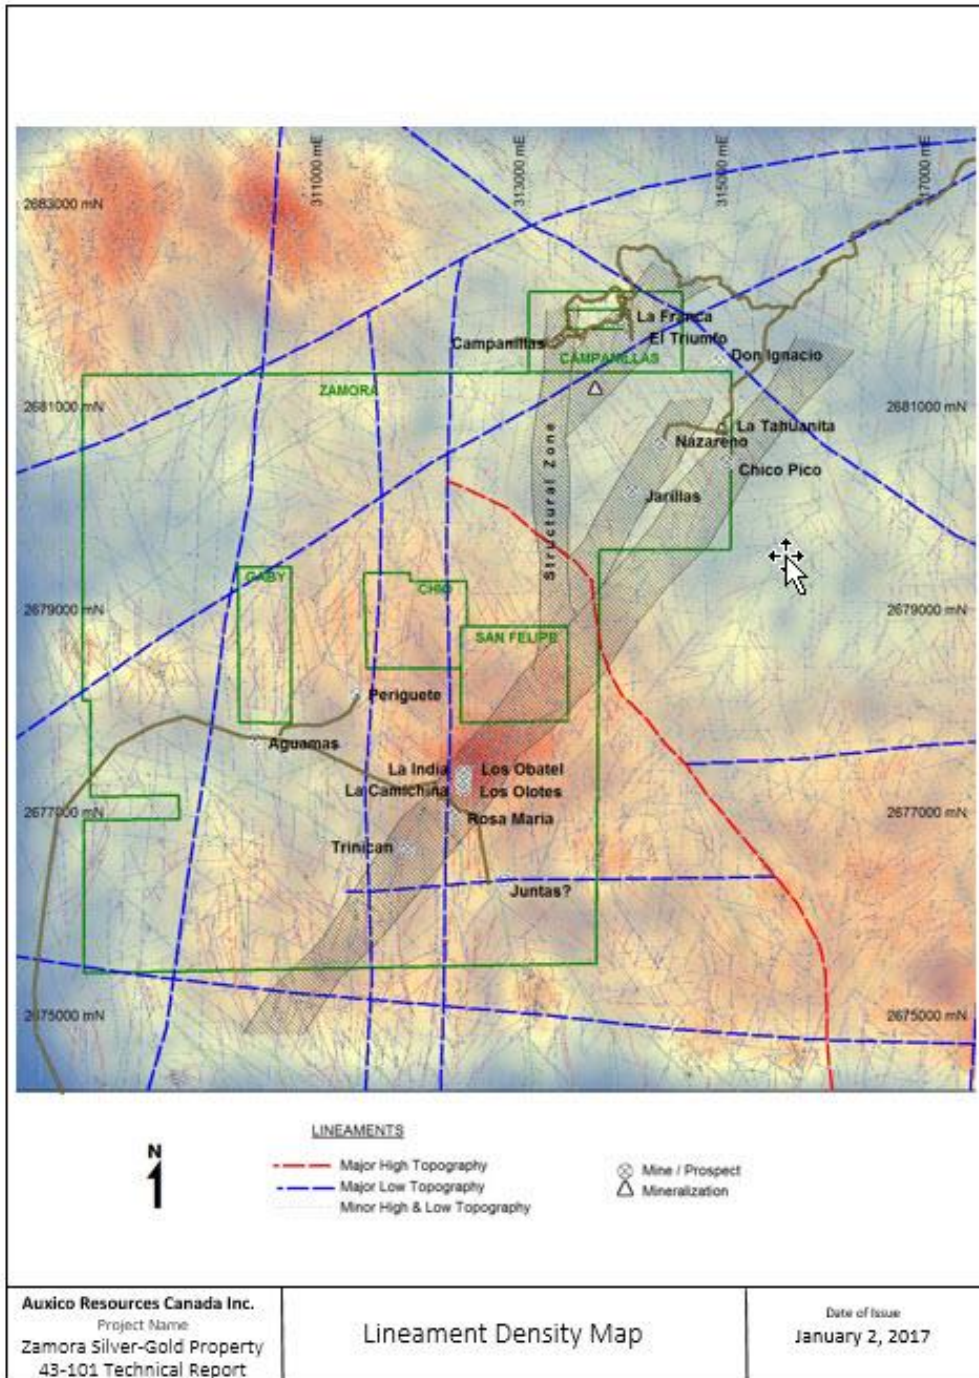 311000 mE
313000 mE
315000 mE
2683000 mN
La Franca
El Triumfo
Campanillas
CAMPANILLAS
Don Ignacio
ZAMORA
2681000 mN
2681000 mN
La Tahuanita
Nazareno
Structural Zone
Chico Pico
Jarillas
GABY
2679000 mN
2679000 mN
SAN FELIPE
Periguete
Aguamas
La India
Los Obatel
La Camichina
Los Olotes
2677000 mN
2677000 mN
Rosa Maria
Trinican
Juntas?
2675000 mN
2675000 mN
LINEAMENTS
N
Major High Topography
Major Low Topography
Minor High & Low Topography
Mine / Prospect
Mineralization
Auxico Resources Canada Inc.
Project Name
Zamora Silver-Gold Property
43-101 Technical Report
Lineament Density Map
Date of Issue
January 2, 2017